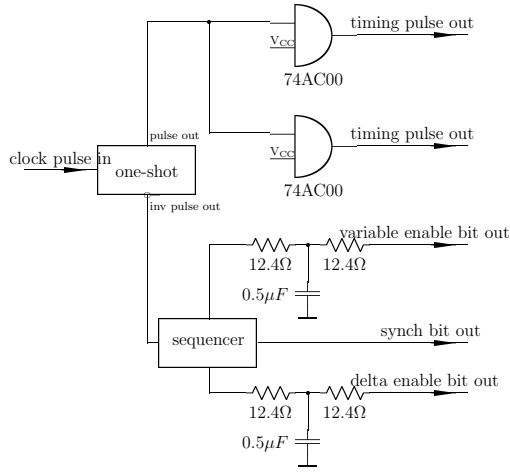 timing pulse out
V_CC
74AC00
pulse out
timing pulse out
V_CC
74AC00
clock pulse in
one-shot
inv pulse out
variable enable bit out
12.4Ω 12.4Ω
0.5μF
synch bit out
sequencer
delta enable bit out
12.4Ω 12.4Ω
0.5μF